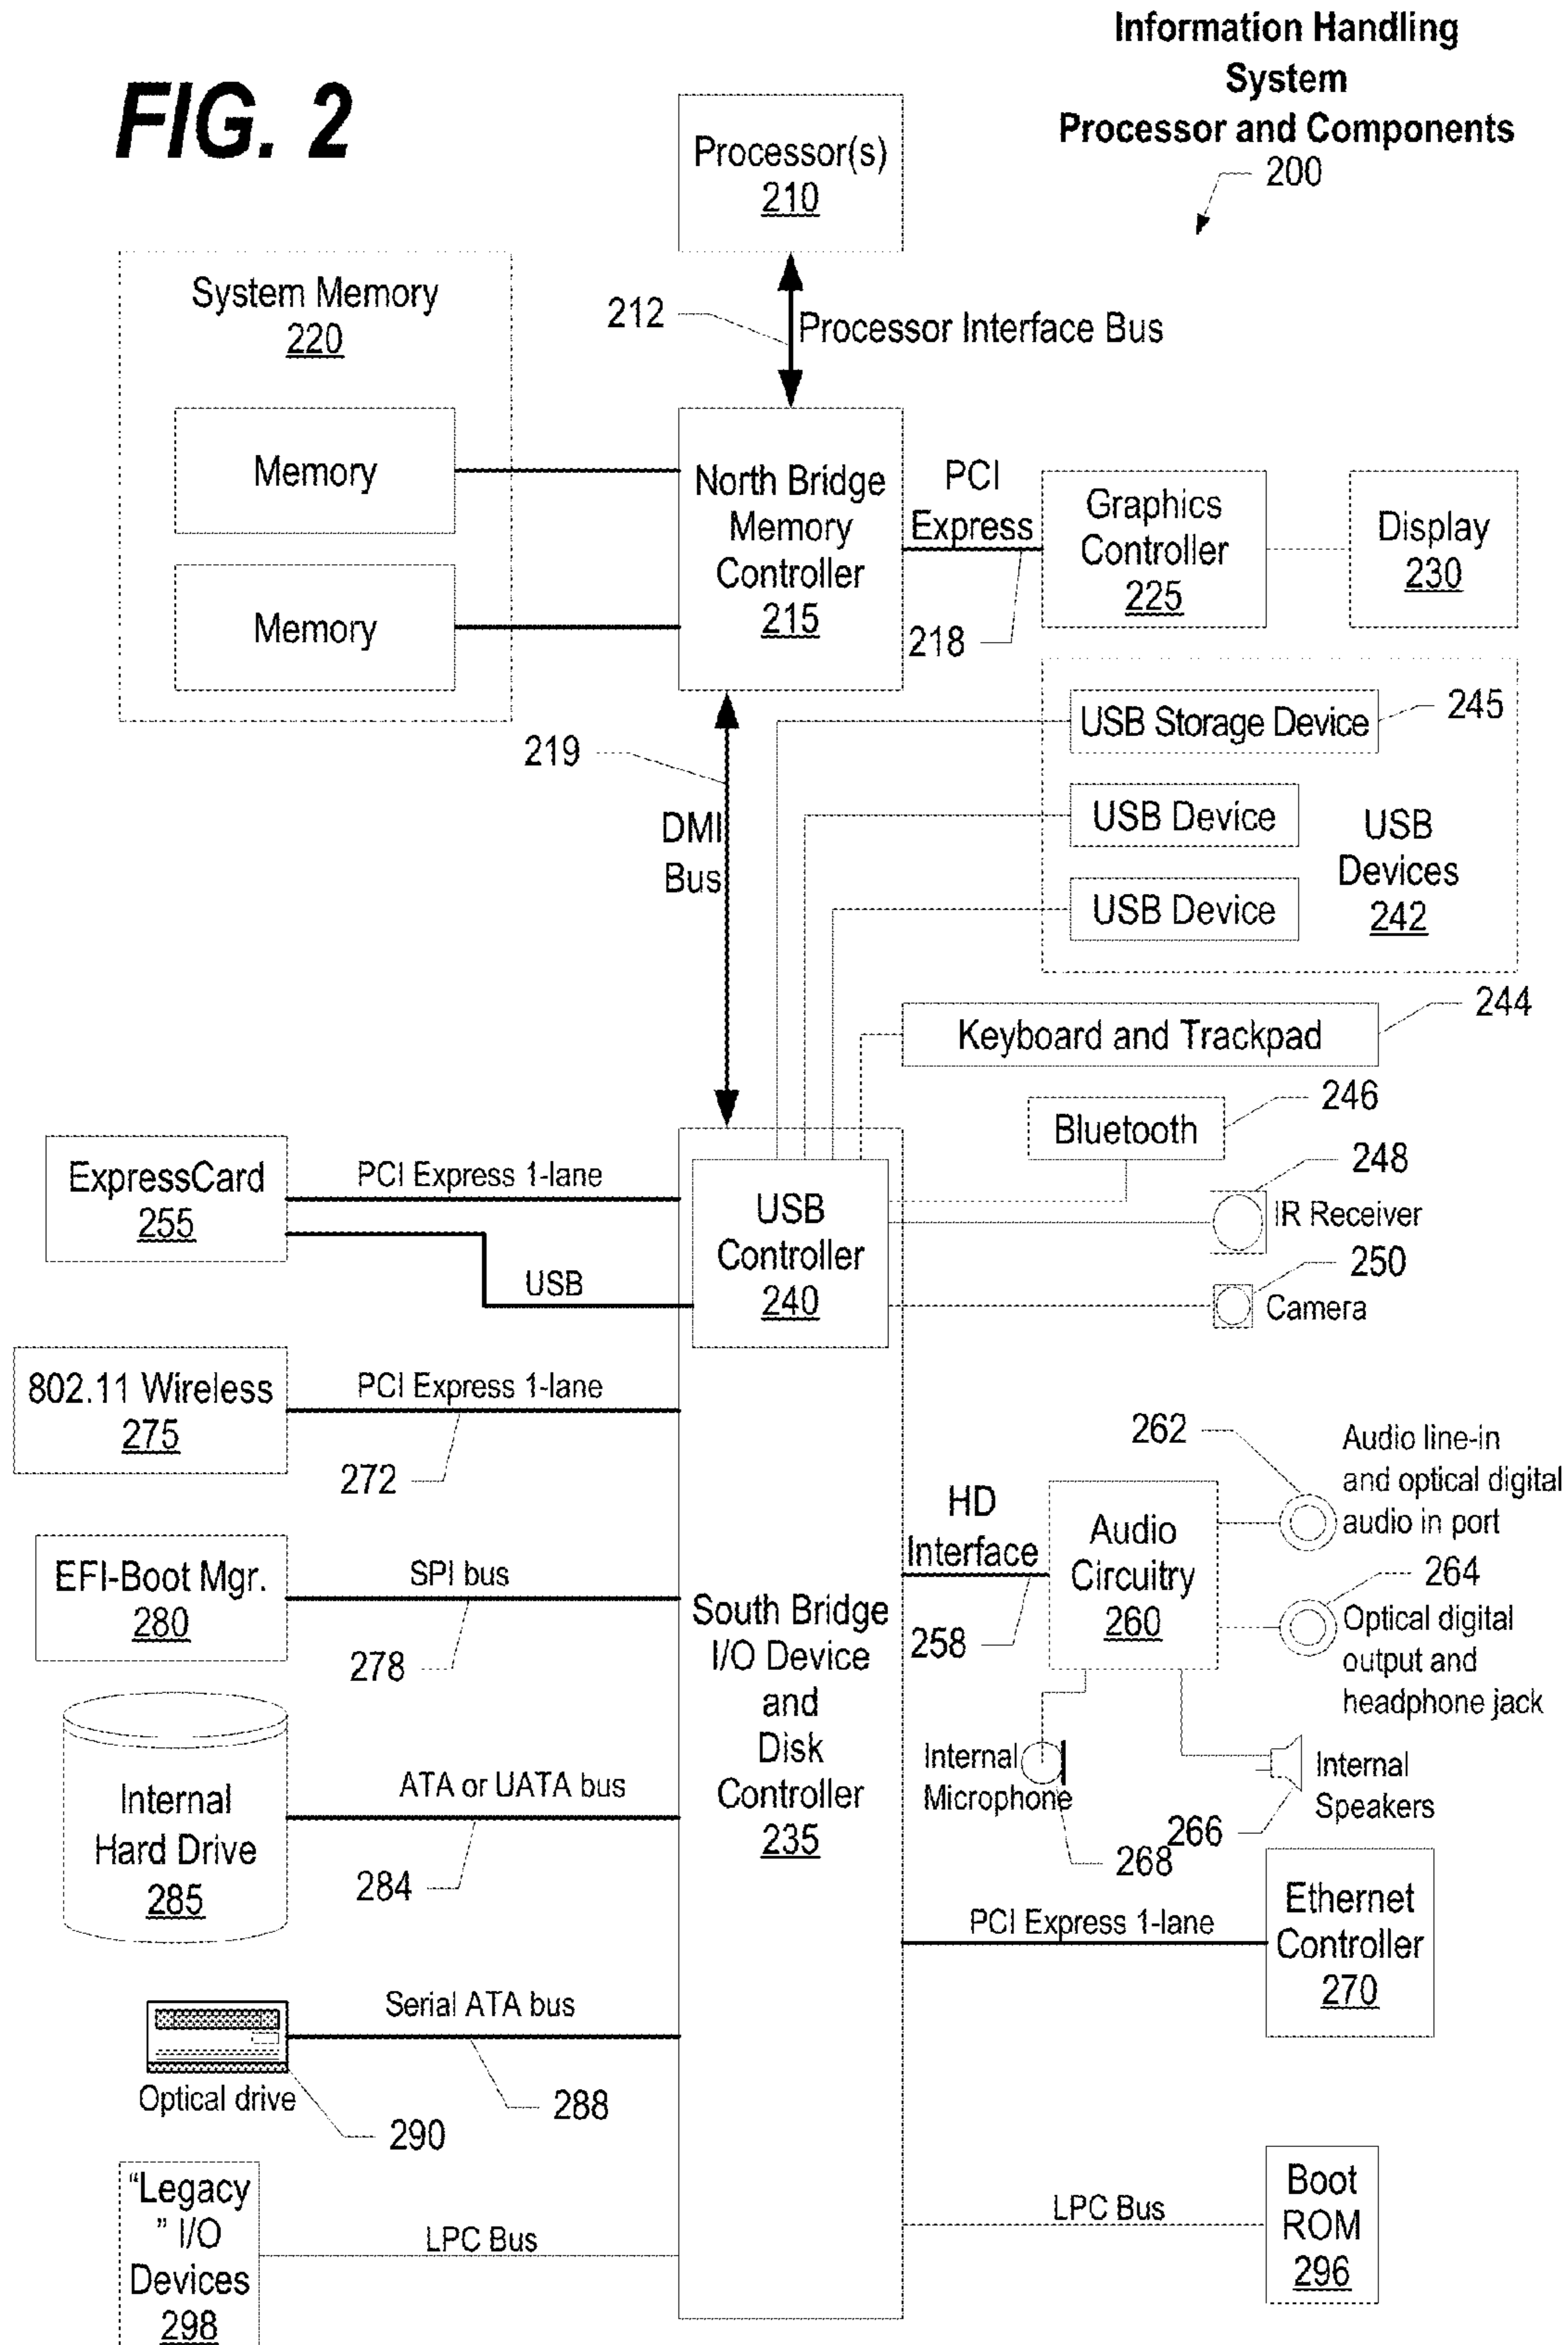 Information Handling
System
Processor and Components
200
FIG. 2
Processor(s)
210
System Memory
220
212
Processor Interface Bus
Memory
Memory
North Bridge
Memory
Controller
215
PCI
Express
218
Graphics
Controller
225
Display
230
219
DMI
Bus
USB Storage Device
245
USB Device
USB Device
USB
Devices
242
Keyboard and Trackpad
244
Bluetooth
246
248
IR Receiver
250
Camera
ExpressCard
255
PCI Express 1-lane
USB
USB
Controller
240
802.11 Wireless
275
PCI Express 1-lane
272
EFI-Boot Mgr.
280
SPI bus
278
South Bridge
I/O Device
and
Disk
Controller
235
HD
Interface
258
Audio
Circuitry
260
262
Audio line-in
and optical digital
audio in port
264
Optical digital
output and
headphone jack
Internal
Microphone
268
266
Internal
Speakers
Internal
Hard Drive
285
ATA or UATA bus
284
PCI Express 1-lane
Ethernet
Controller
270
Serial ATA bus
288
Optical drive
290
“Legacy
” I/O
Devices
298
LPC Bus
LPC Bus
Boot
ROM
296